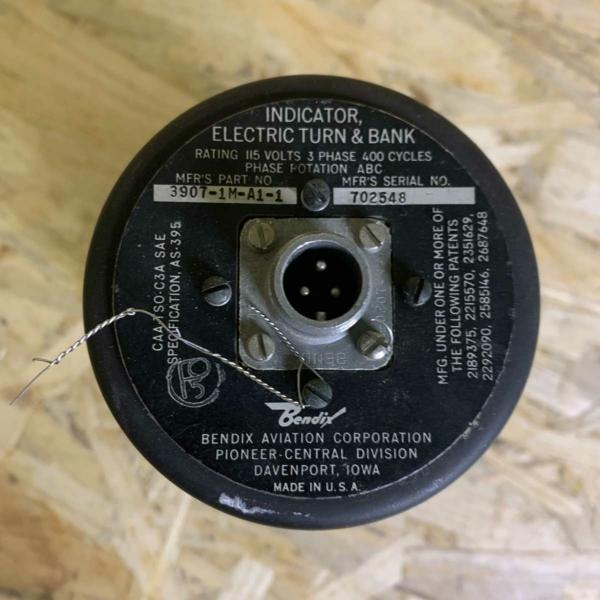 INDICATOR,
ELECTRIC TURN & BANK
RATING 115 VOLTS 3 PHASE 400 CYCLES
PHASE ROTATION ABC
MFR'S PART NO. MFR'S SERIAL NO.
3907-1M-A1-1 702548
CAA TSO-C3A SAE
SPECIFICATION, AS-395
MFG. UNDER ONE OR MORE OF
THE FOLLOWING PATENTS
2189375, 2215570, 2351629,
2292090, 2585146, 2687648
Bendix
BENDIX AVIATION CORPORATION
PIONEER-CENTRAL DIVISION
DAVENPORT, IOWA
MADE IN U.S.A.